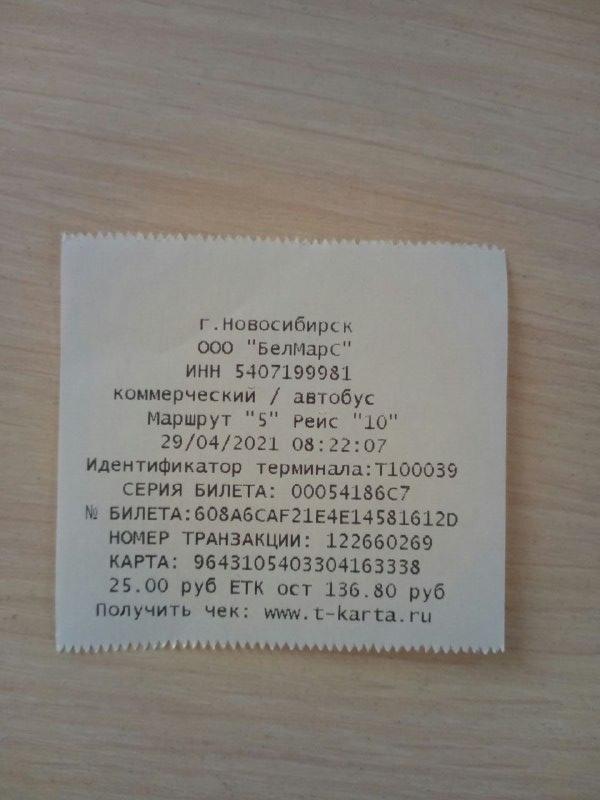 г.Новосибирск
ООО "БелМарС"
ИНН 5407199981
коммерческий / автобус
Маршрут "5" Рейс "10"
29/04/2021 08:22:07
Идентификатор терминала:T100039
СЕРИЯ БИЛЕТА: 00054186C7
№ БИЛЕТА:608A6CAF21E4E14581612D
НОМЕР ТРАНЗАКЦИИ: 122660269
КАРТА: 9643105403304163338
25.00 руб ЕТК ост 136.80 руб
Получить чек: www.t-karta.ru